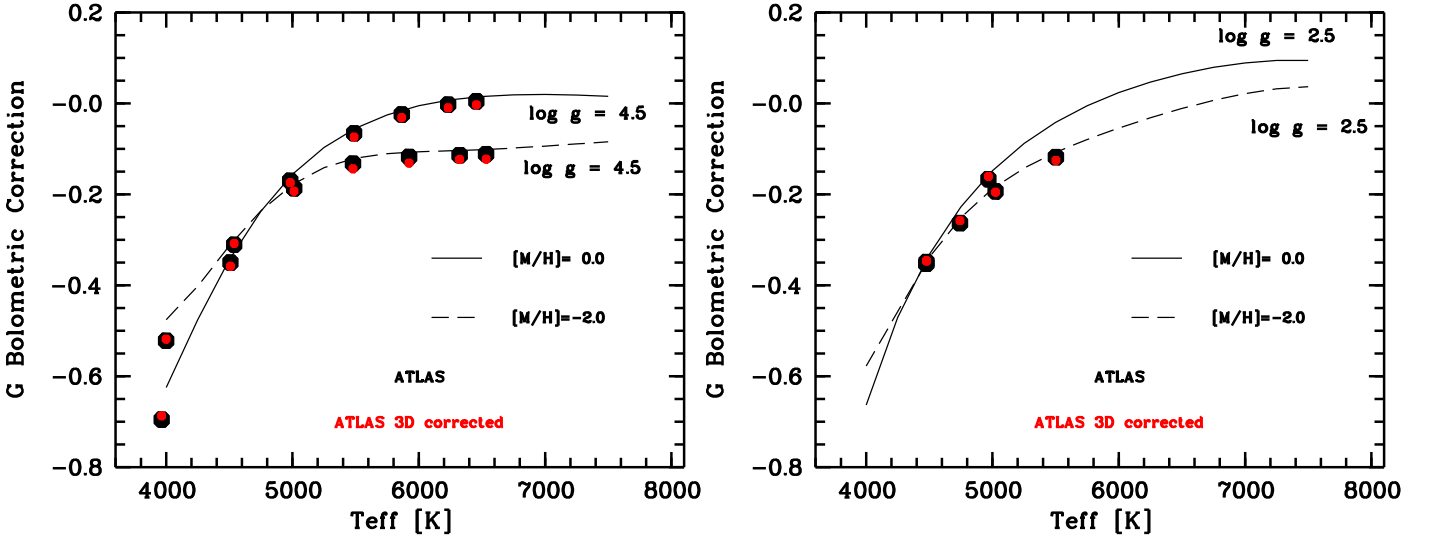 0.2
-0.0
-0.2
-0.4
-0.6
-0.8
G Bolometric Correction
log g = 4.5
log g = 4.5
[M/H]= 0.0
[M/H]=-2.0
ATLAS
ATLAS 3D corrected
4000 5000 6000 7000 8000
Teff [K]
0.2
-0.0
-0.2
-0.4
-0.6
-0.8
G Bolometric Correction
log g = 2.5
log g = 2.5
[M/H]= 0.0
[M/H]=-2.0
ATLAS
ATLAS 3D corrected
4000 5000 6000 7000 8000
Teff [K]